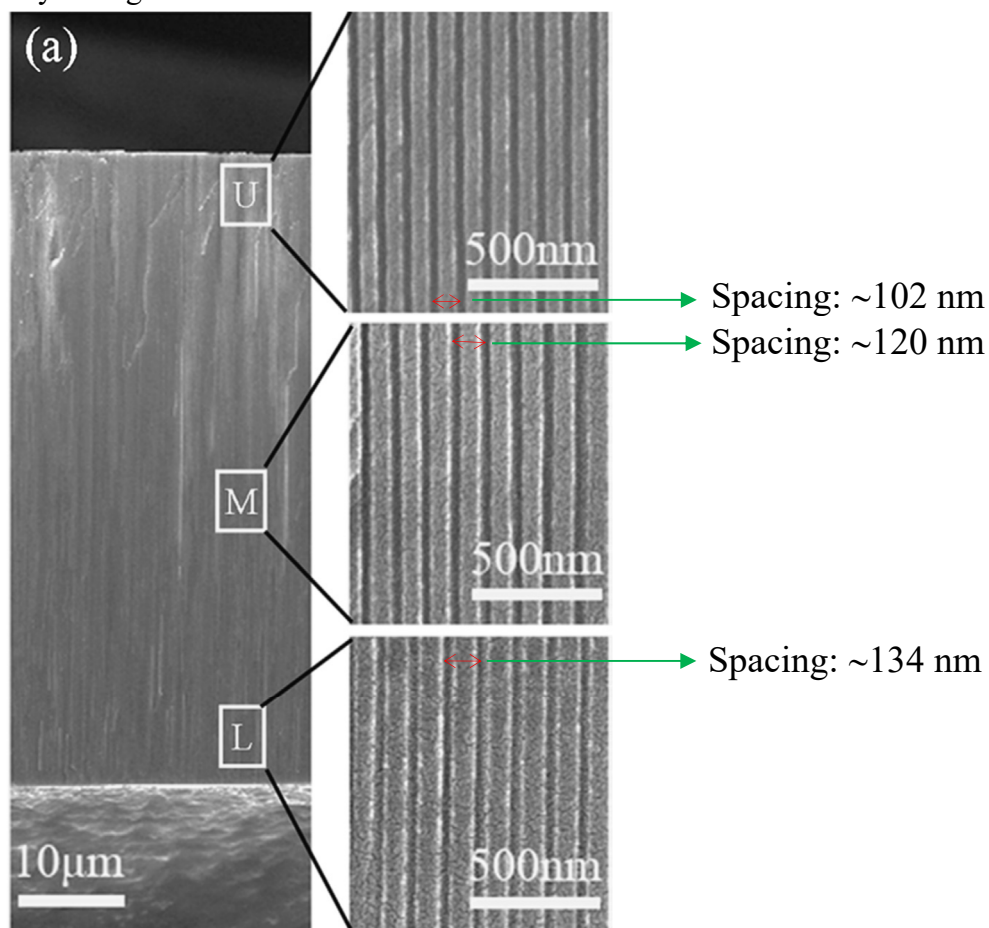 (a)
U
500nm
Spacing: ~102 nm
Spacing: ~120 nm
M
500nm
Spacing: ~134 nm
L
500nm
10μm